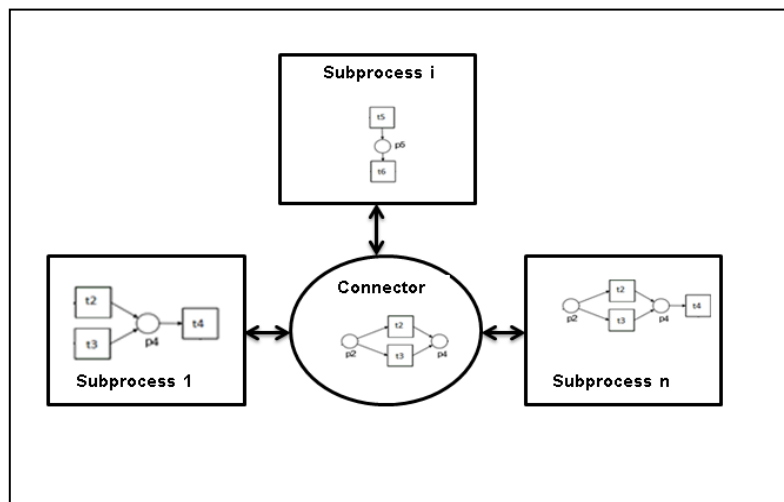 Subprocess i
t5
p5
t6
Subprocess 1
t2
t3
p4
t4
Connector
p2
t2
t3
p4
Subprocess n
p2
t2
t3
p4
t4